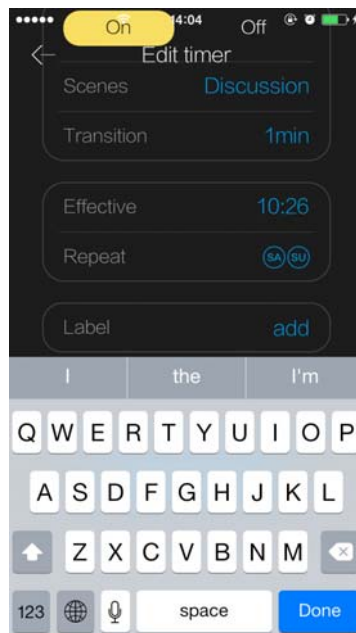 On 14:04 Off
Edit timer
Scenes Discussion
Transition 1min
Effective 10:26
Repeat SA SU
Label add
I the I'm
Q W E R T Y U I O P
A S D F G H J K L
Z X C V B N M
123 space Done